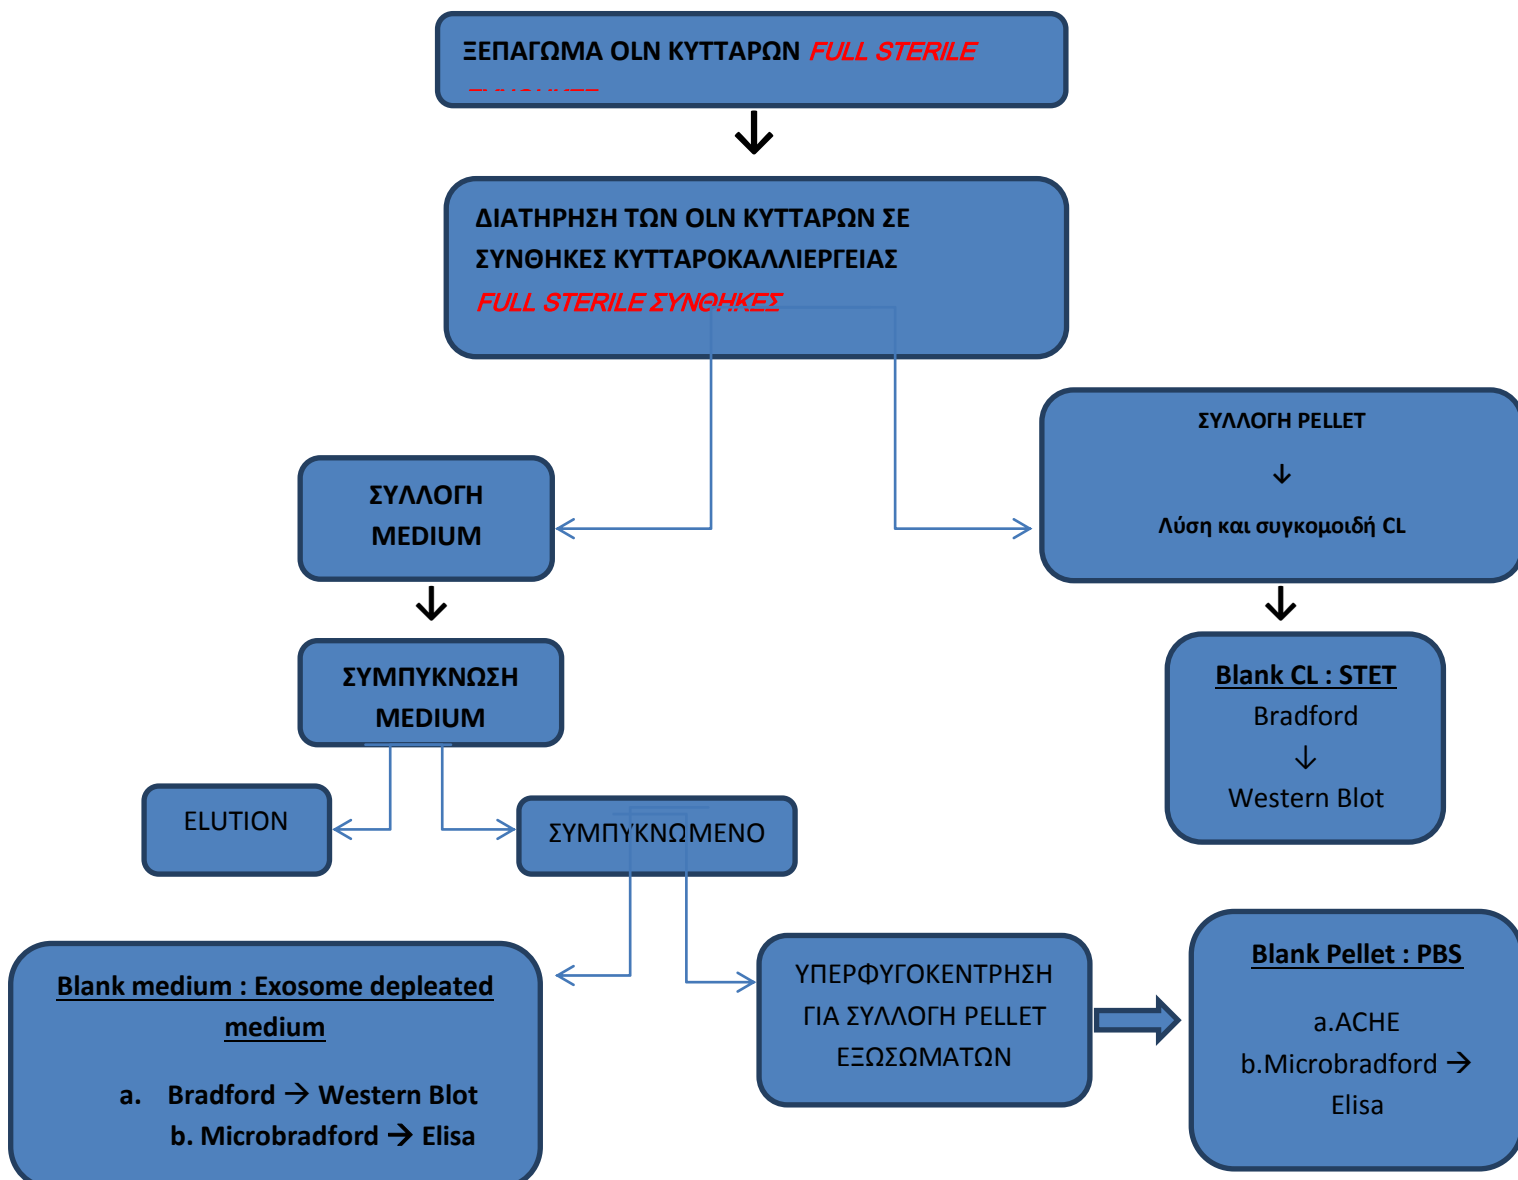 ΞΕΠΑΓΩΜΑ OLN ΚΥΤΤΑΡΩΝ FULL STERILE
ΔΙΑΤΗΡΗΣΗ ΤΩΝ OLN ΚΥΤΤΑΡΩΝ ΣΕ
ΣΥΝΘΗΚΕΣ ΚΥΤΤΑΡΟΚΑΛΛΙΕΡΓΕΙΑΣ
FULL STERILE ΣΥΝΘΗΚΕΣ
ΣΥΛΛΟΓΗ PELLET
↓
Λύση και συγκομοιδή CL
ΣΥΛΛΟΓΗ
MEDIUM
ΣΥΜΠΥΚΝΩΣΗ
MEDIUM
Blank CL : STET
Bradford
↓
Western Blot
ELUTION
ΣΥΜΠΥΚΝΩΜΕΝΟ
Blank medium : Exosome depleated
medium
a. Bradford → Western Blot
b. Microbradford → Elisa
ΥΠΕΡΦΥΓΟΚΕΝΤΡΗΣΗ
ΓΙΑ ΣΥΛΛΟΓΗ PELLET
ΕΞΩΣΩΜΑΤΩΝ
Blank Pellet : PBS
a.ACHE
b.Microbradford →
Elisa